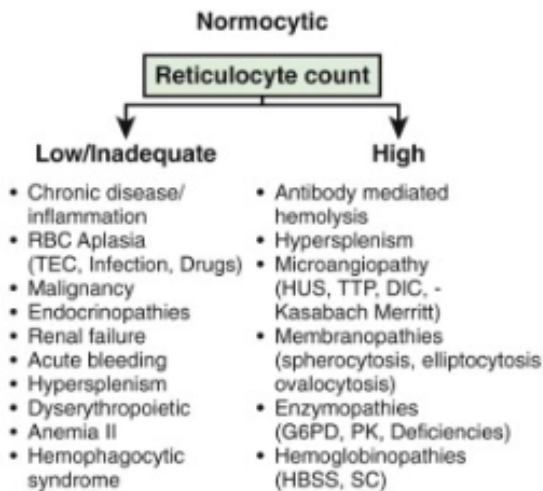 Normocytic
Reticulocyte count
Low/Inadequate
• Chronic disease/
inflammation
• RBC Aplasia
(TEC, Infection, Drugs)
• Malignancy
• Endocrinopathies
• Renal failure
• Acute bleeding
• Hypersplenism
• Dyserythropoietic
• Anemia II
• Hemophagocytic
syndrome
High
• Antibody mediated
hemolysis
• Hypersplenism
• Microangiopathy
(HUS, TTP, DIC, -
Kasabach Merritt)
• Membranopathies
(spherocytosis, elliptocytosis
ovalocytosis)
• Enzymopathies
(G6PD, PK, Deficiencies)
• Hemoglobinopathies
(HBSS, SC)